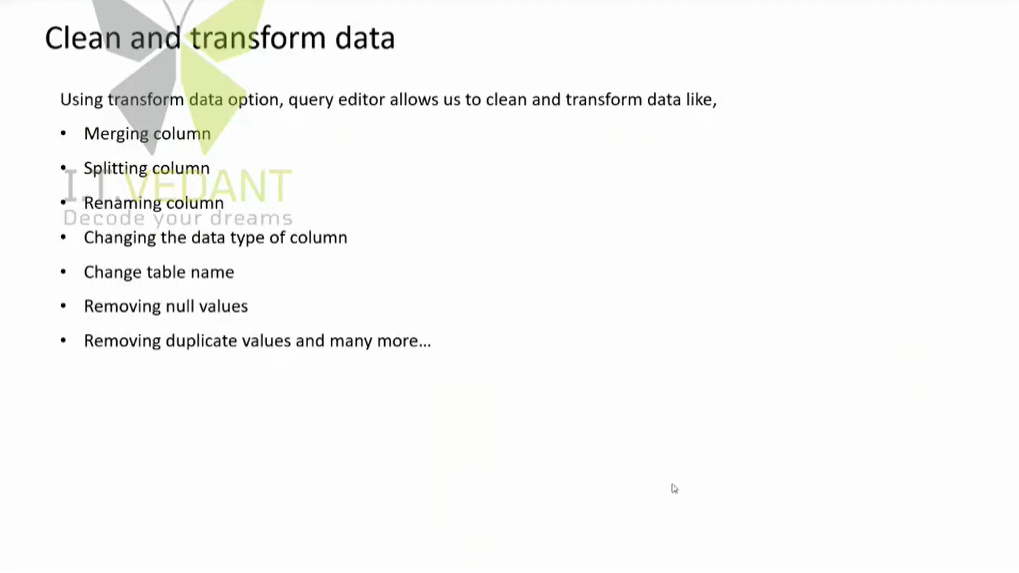 Clean and transform data
Using transform data option, query editor allows us to clean and transform data like,
• Merging column
• Splitting column
I.T.VEDANT
• Renaming column
Decode your dreams
• Changing the data type of column
• Change table name
• Removing null values
• Removing duplicate values and many more...